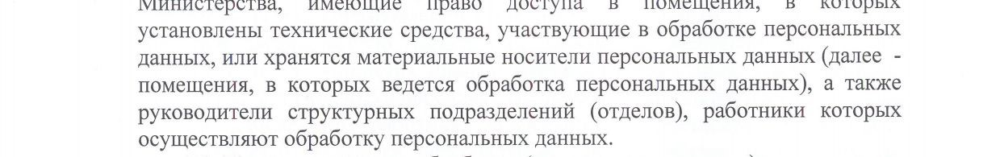 Министерства, имеющие право доступа в помещения, в которых
установлены технические средства, участвующие в обработке персональных
данных, или хранятся материальные носители персональных данных (далее -
помещения, в которых ведется обработка персональных данных), а также
руководители структурных подразделений (отделов), работники которых
осуществляют обработку персональных данных.